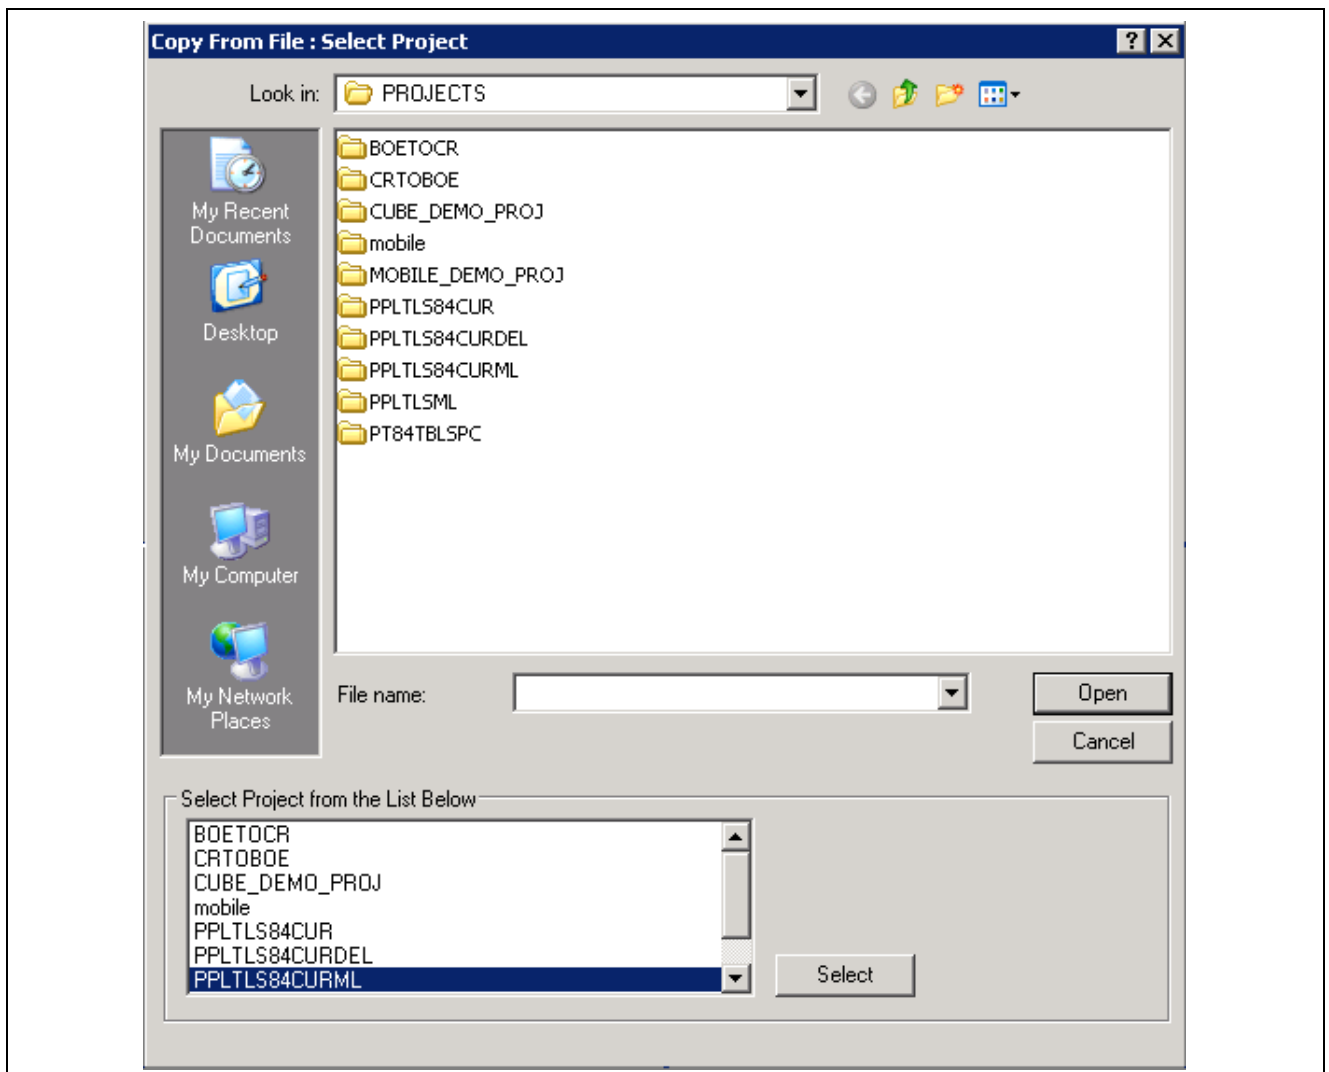 Copy From File : Select Project
Look in:
PROJECTS
My Recent
Documents
Desktop
My Documents
My Computer
My Network
Places
BOETOCR
CRTOBOE
CUBE_DEMO_PROJ
mobile
MOBILE_DEMO_PROJ
PPLTLS84CUR
PPLTLS84CURDEL
PPLTLS84CURML
PPLTLSML
PT84TBLSPC
File name:
Open
Cancel
Select Project from the List Below
BOETOCR
CRTOBOE
CUBE_DEMO_PROJ
mobile
PPLTLS84CUR
PPLTLS84CURDEL
PPLTLS84CURML
Select